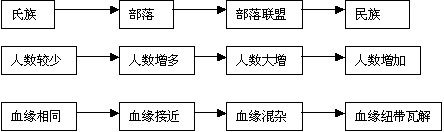 氏族 部落 部落联盟 民族
人数较少 人数增多 人数大增 人数增加
血缘相同 血缘接近 血缘混杂 血缘纽带瓦解